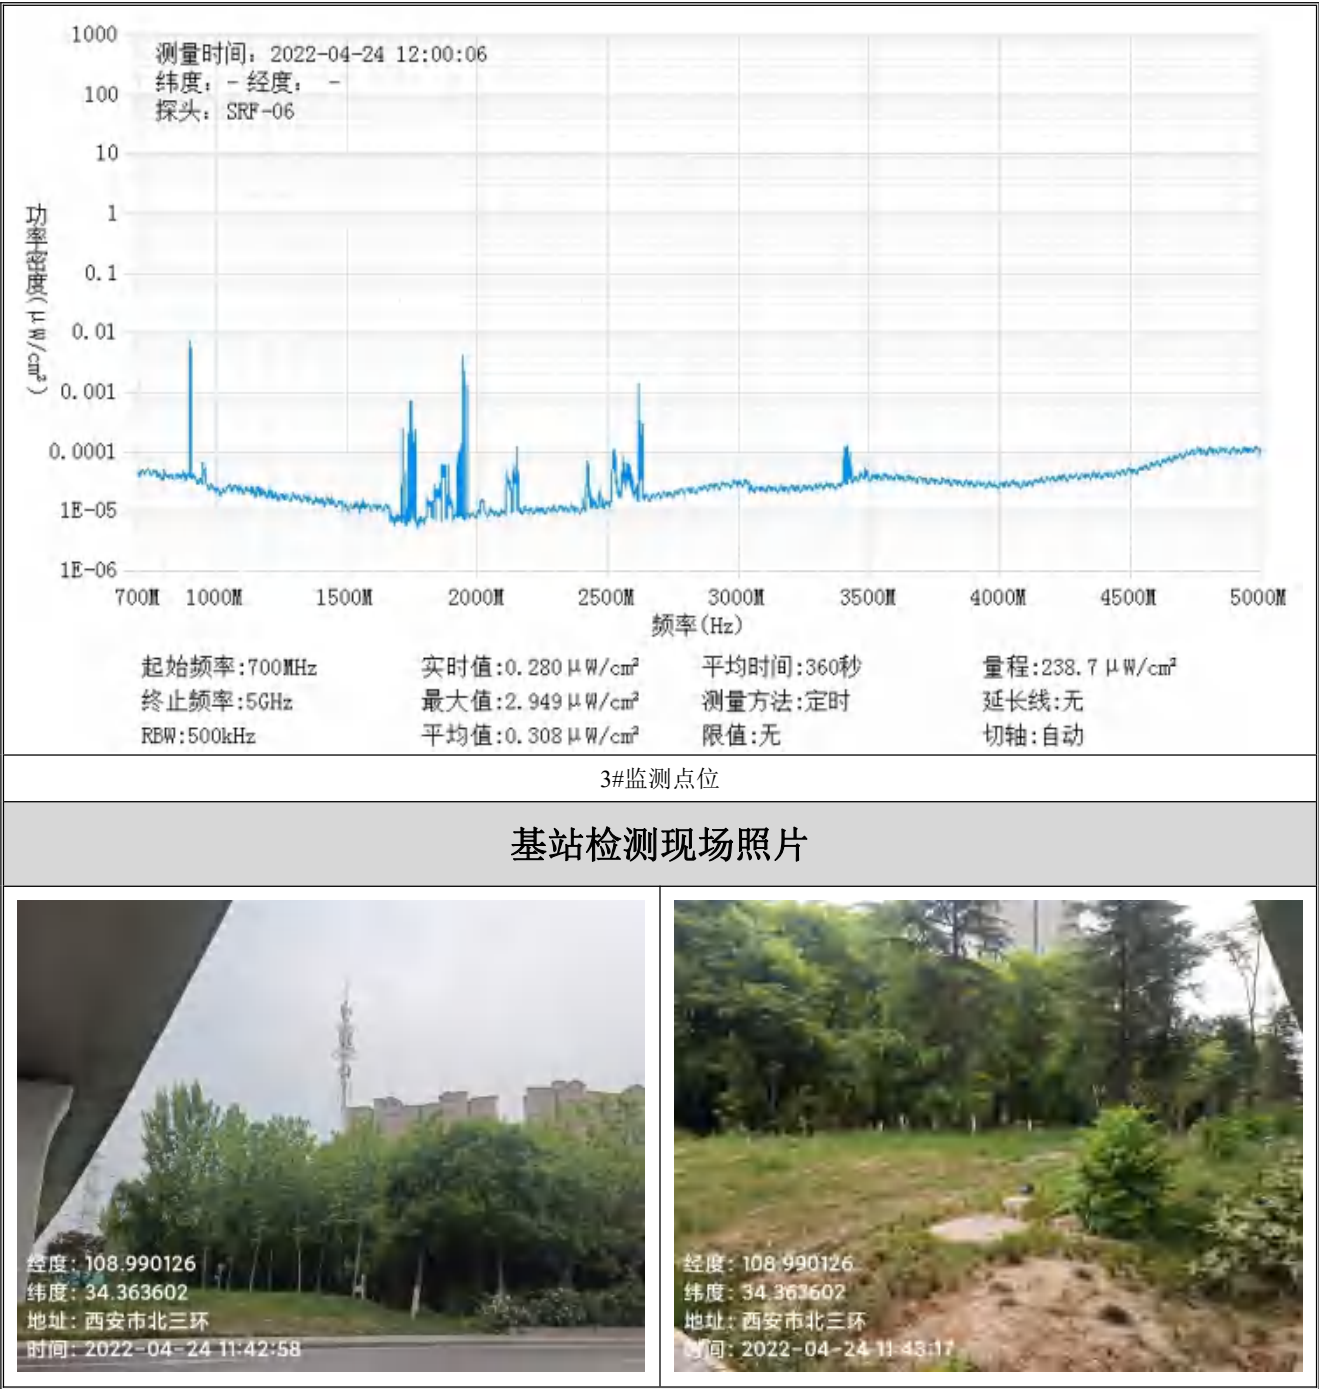 1000
测量时间: 2022-04-24 12:00:06
纬度: - 经度: -
100
探头: SRF-06
10
1
0.1
0.01
0.001
0.0001
1E-05
1E-06
功率密度(μW/cm²)
700M 1000M 1500M 2000M 2500M 3000M 3500M 4000M 4500M 5000M
频率(Hz)
起始频率:700MHz 实时值:0.280μW/cm² 平均时间:360秒 量程:238.7μW/cm²
终止频率:5GHz 最大值:2.949μW/cm² 测量方法:定时 延长线:无
RBW:500kHz 平均值:0.308μW/cm² 限值:无 切轴:自动
3#监测点位
基站检测现场照片
经度: 108.990126
纬度: 34.363602
地址: 西安市北三环
时间: 2022-04-24 11:42:58
经度: 108.990126
纬度: 34.363602
地址: 西安市北三环
时间: 2022-04-24 11:43:17